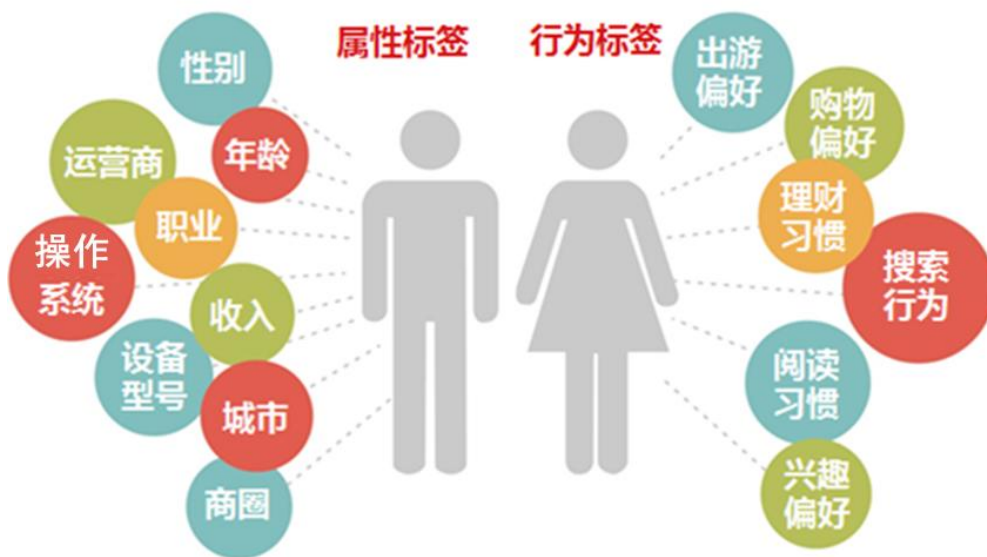 属性标签
行为标签
性别
年龄
运营商
职业
操作
系统
收入
设备
型号
城市
商圈
出游
偏好
购物
偏好
理财
习惯
搜索
行为
阅读
习惯
兴趣
偏好